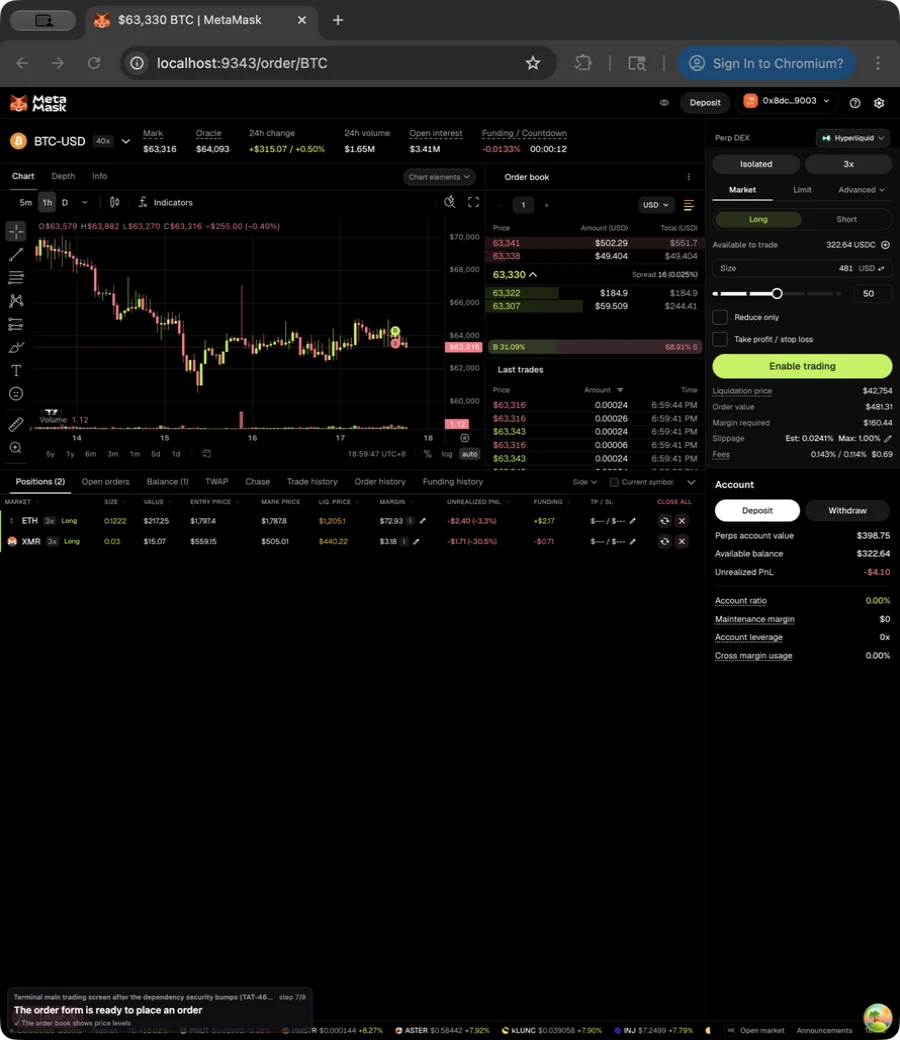 $63,330 BTC | MetaMask
localhost:9343/order/BTC
Sign In to Chromium?
Meta
Mask
Deposit
0x8dc...9003
BTC-USD 40x
Mark
$63,316
Oracle
$64,093
24h change
+$315.07 / +0.50%
24h volume
$1.65M
Open interest
$3.41M
Funding / Countdown
-0.0133% 00:00:12
Chart Depth Info
Chart elements
5m 1h D
Indicators
O$63,579 H$63,882 L$63,270 C$63,316 −$255.00 (−0.40%)
$70,000
$68,000
$66,000
$64,000
$63,316
$62,000
$60,000
Volume 1.12
1.12
14 15 16 17 18
5y 1y 6m 3m 1m 5d 1d
18:59:47 UTC+8 % log auto
Order book
1
USD
Price Amount (USD) Total (USD)
63,341 $502.29 $551.7
63,338 $49.404 $49.404
63,330 Spread 16 (0.025%)
63,322 $184.9 $184.9
63,307 $59.509 $244.41
B 31.09% 68.91% S
Last trades
Price Amount Time
$63,316 0.00024 6:59:44 PM
$63,316 0.00026 6:59:41 PM
$63,343 0.00024 6:59:41 PM
$63,316 0.00006 6:59:41 PM
$63,343 0.00024 6:59:41 PM
Perp DEX Hyperliquid
Isolated 3x
Market Limit Advanced
Long Short
Available to trade 322.64 USDC
Size 481 USD
50
Reduce only
Take profit / stop loss
Enable trading
Liquidation price $42,754
Order value $481.31
Margin required $160.44
Slippage Est: 0.0241% Max: 1.00%
Fees 0.143% / 0.114% $0.69
Positions (2) Open orders Balance (1) TWAP Chase Trade history Order history Funding history
Side Current symbol
MARKET SIZE VALUE ENTRY PRICE MARK PRICE LIQ. PRICE MARGIN UNREALIZED PNL FUNDING TP / SL CLOSE ALL
ETH 3x Long 0.1222 $217.25 $1,797.4 $1,787.8 $1,205.1 $72.93 -$2.40 (-3.3%) +$2.17 $--- / $---
XMR 3x Long 0.03 $15.07 $559.15 $505.01 $440.22 $3.18 -$1.71 (-30.5%) -$0.71 $--- / $---
Account
Deposit Withdraw
Perps account value $398.75
Available balance $322.64
Unrealized PnL -$4.10
Account ratio 0.00%
Maintenance margin $0
Account leverage 0x
Cross margin usage 0.00%
Terminal main trading screen after the dependency security bumps (TAT-46... step 7/9
The order form is ready to place an order
✓ The order book shows price levels
$0.000144 +8.27% ASTER $0.58442 +7.92% kLUNC $0.039058 +7.90% INJ $7.2499 +7.79%
Open market Announcements